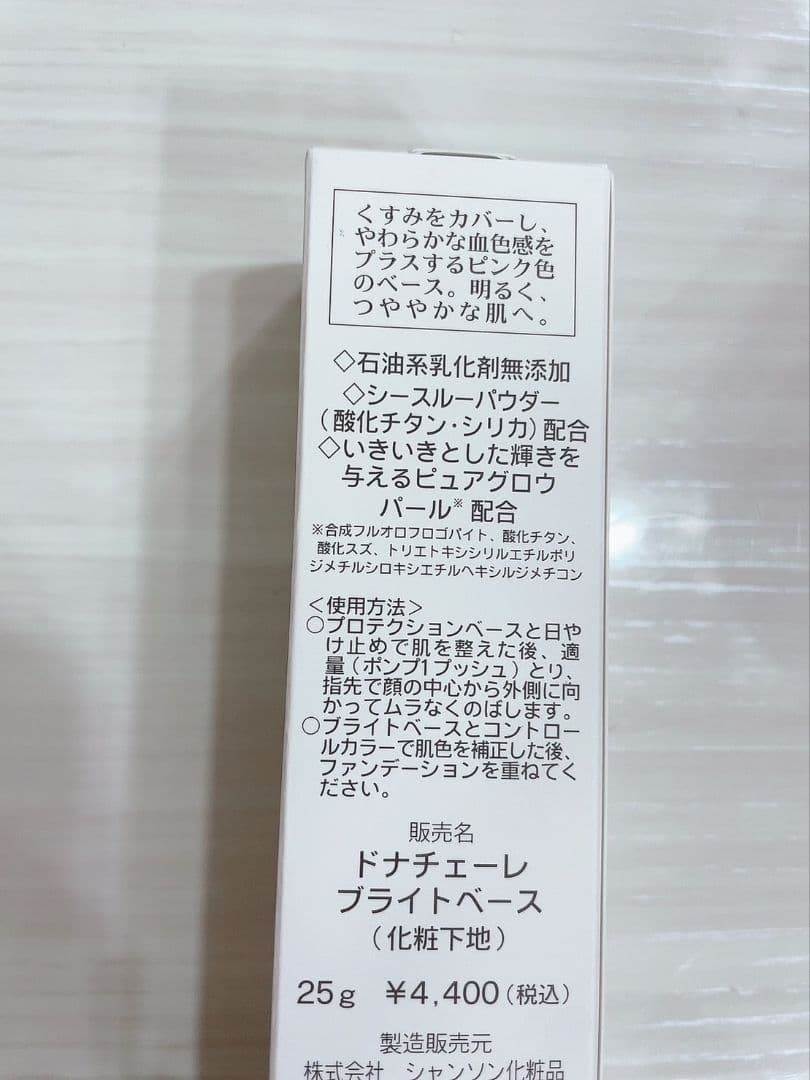 くすみをカバーし、
やわらかな血色感を
プラスするピンク色
のベース。明るく、
つややかな肌へ。
◇石油系乳化剤無添加
◇シースルーパウダー
（酸化チタン・シリカ）配合
◇いきいきとした輝きを
与えるピュアグロウ
パール※配合
※合成フルオロフロゴパイト、酸化チタン、
酸化スズ、トリエトキシシリルエチルポリ
ジメチルシロキシエチルヘキシルジメチコン
＜使用方法＞
○プロテクションベースと日や
け止めで肌を整えた後、適
量（ポンプ1プッシュ）とり、
指先で顔の中心から外側に向
かってムラなくのばします。
○ブライトベースとコントロー
ルカラーで肌色を補正した後、
ファンデーションを重ねてく
ださい。
販売名
ドナチェーレ
ブライトベース
（化粧下地）
25g ¥4,400（税込）
製造販売元
株式会社 シャンソン化粧品